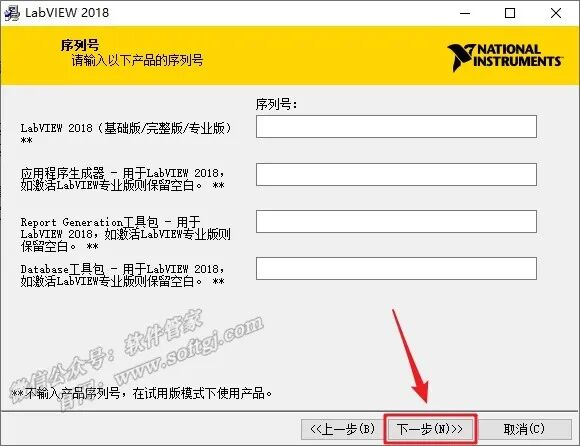 LabVIEW 2018
序列号
请输入以下产品的序列号
NATIONAL
INSTRUMENTS
序列号：
LabVIEW 2018（基础版/完整版/专业版）
**
应用程序生成器 - 用于LabVIEW 2018，
如激活LabVIEW专业版则保留空白。 **
Report Generation工具包 - 用于
LabVIEW 2018，如激活LabVIEW专业版则
保留空白。 **
Database工具包 - 用于LabVIEW 2018，
如激活LabVIEW专业版则保留空白。 **
微信公众号：软件管家
官网：www.softgj.com
**不输入产品序列号，在试用版模式下使用产品。
<<上一步(B)
下一步(N)>>
取消(C)